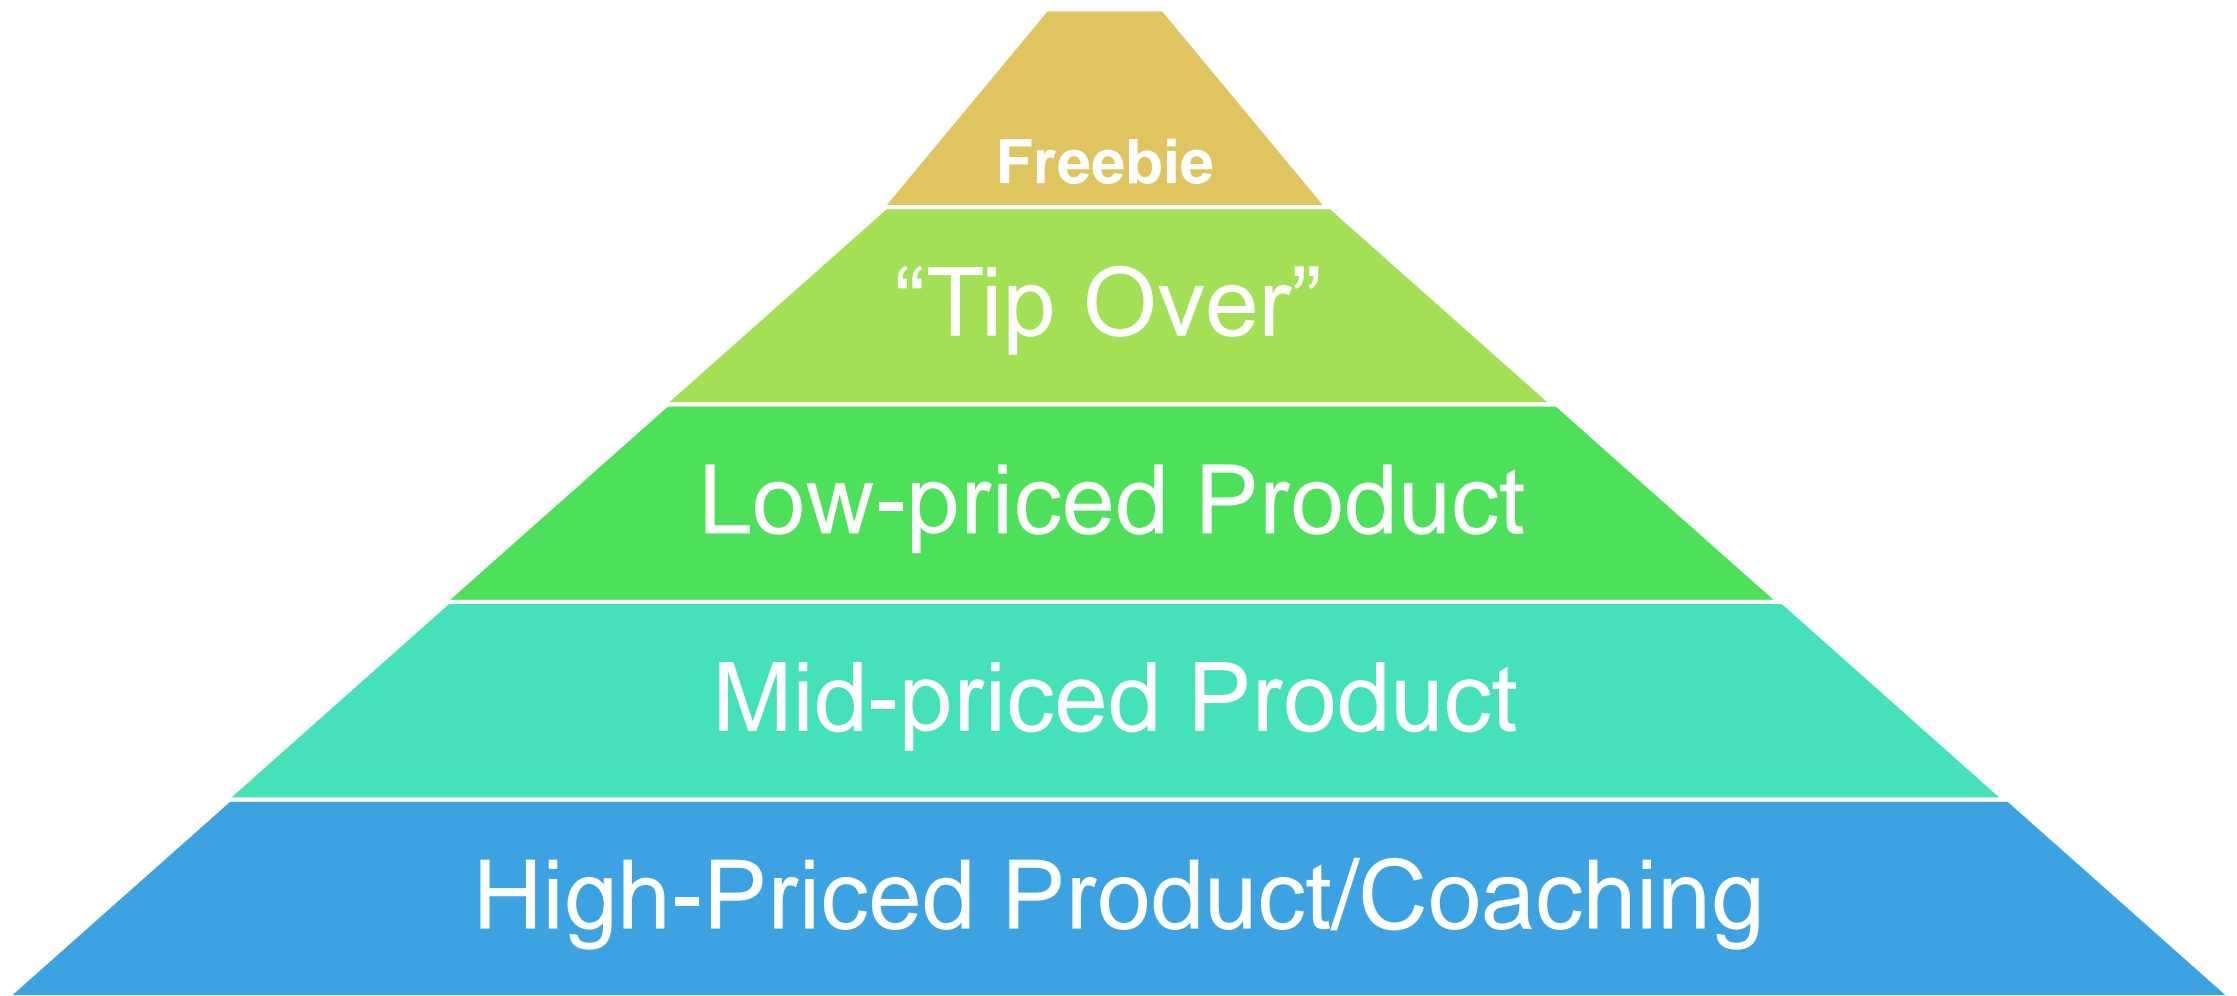 Freebie
“Tip Over”
Low-priced Product
Mid-priced Product
High-Priced Product/Coaching